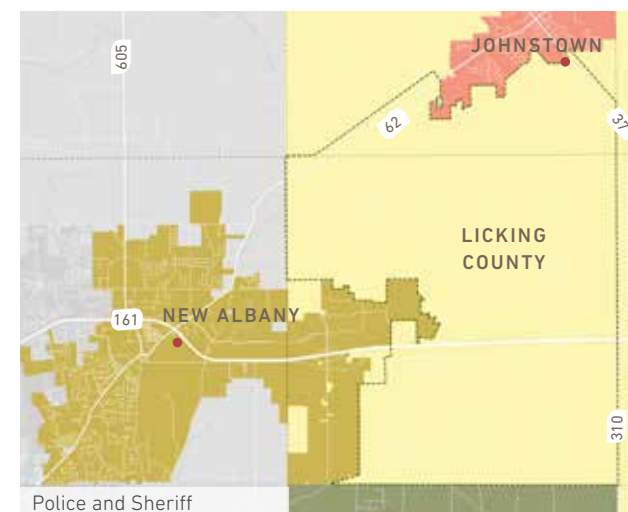 JOHNSTOWN
605
62
37
LICKING
COUNTY
NEW ALBANY
161
310
Police and Sheriff